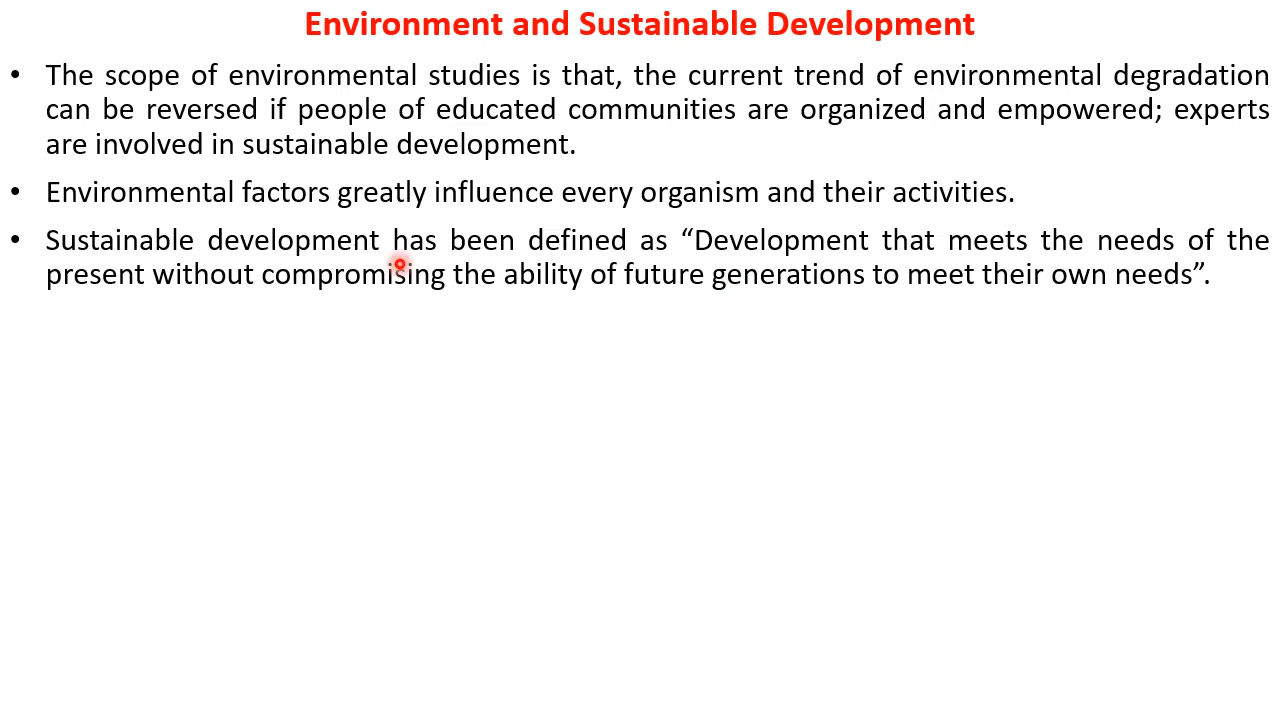 Environment and Sustainable Development
• The scope of environmental studies is that, the current trend of environmental degradation
can be reversed if people of educated communities are organized and empowered; experts
are involved in sustainable development.
• Environmental factors greatly influence every organism and their activities.
• Sustainable development has been defined as “Development that meets the needs of the
present without compromising the ability of future generations to meet their own needs”.